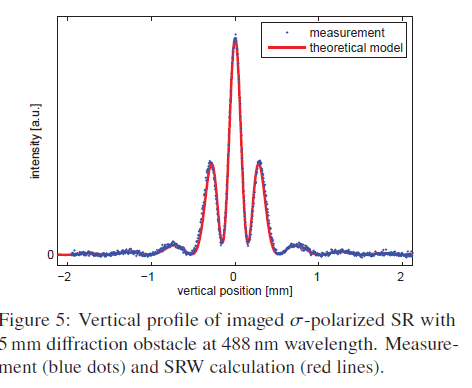 measurement
theoretical model
intensity [a.u.]
0
−2 −1 0 1 2
vertical position [mm]
Figure 5: Vertical profile of imaged σ-polarized SR with
5 mm diffraction obstacle at 488 nm wavelength. Measure-
ment (blue dots) and SRW calculation (red lines).